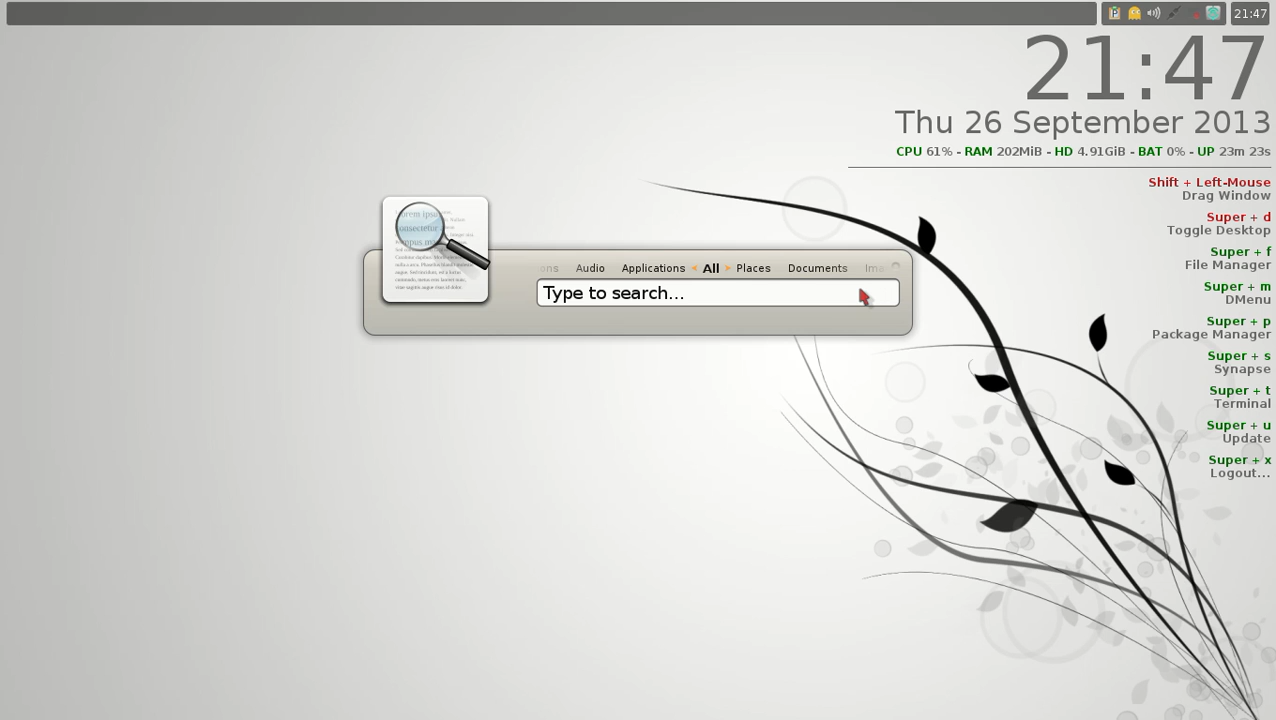 21:47
21:47
Thu 26 September 2013
CPU 61% - RAM 202MiB - HD 4.91GiB - BAT 0% - UP 23m 23s
Shift + Left-Mouse
Drag Window
Super + d
Toggle Desktop
Super + f
File Manager
Super + m
DMenu
Super + p
Package Manager
Super + s
Synapse
Super + t
Terminal
Super + u
Update
Super + x
Logout...
ons Audio Applications < All > Places Documents Ima
Type to search...